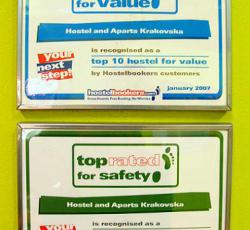 for value!
Hostel and Aparts Krakovska
your
next
step!
is recognised as a
top 10 hostel for value
by Hostelbookers customers
hostelbookers.com
January 2007
top rated
for safety!
Hostel and Aparts Krakovska
your
is recognised as a